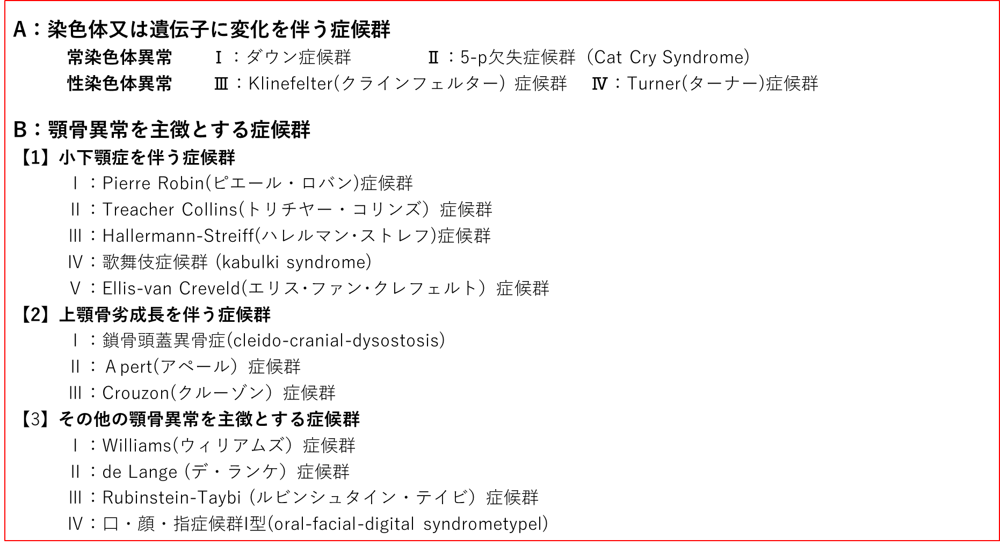 A：染色体又は遺伝子に変化を伴う症候群
常染色体異常　Ⅰ：ダウン症候群　Ⅱ：5-p欠失症候群（Cat Cry Syndrome)
性染色体異常　Ⅲ：Klinefelter(クラインフェルター）症候群　Ⅳ：Turner(ターナー)症候群
B：顎骨異常を主徴とする症候群
【1】小下顎症を伴う症候群
Ⅰ：Pierre Robin(ピエール・ロバン)症候群
Ⅱ：Treacher Collins(トリチヤー・コリンズ）症候群
Ⅲ：Hallermann-Streiff(ハレルマン･ストレフ)症候群
Ⅳ：歌舞伎症候群 (kabulki syndrome)
Ⅴ：Ellis-van Creveld(エリス･ファン･クレフェルト）症候群
【2】上顎骨劣成長を伴う症候群
Ⅰ：鎖骨頭蓋異骨症(cleido-cranial-dysostosis)
Ⅱ：Ａpert(アペール）症候群
Ⅲ：Crouzon(クルーゾン）症候群
【3】その他の顎骨異常を主徴とする症候群
Ⅰ：Williams(ウィリアムズ）症候群
Ⅱ：de Lange (デ・ランケ）症候群
Ⅲ：Rubinstein-Taybi (ルビンシュタイン・テイビ）症候群
Ⅳ：口・顔・指症候群I型(oral-facial-digital syndrometypeI)